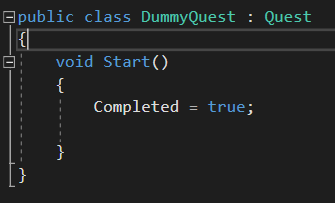 public class DummyQuest : Quest
{
    void Start()
    {
        Completed = true;
    }
}